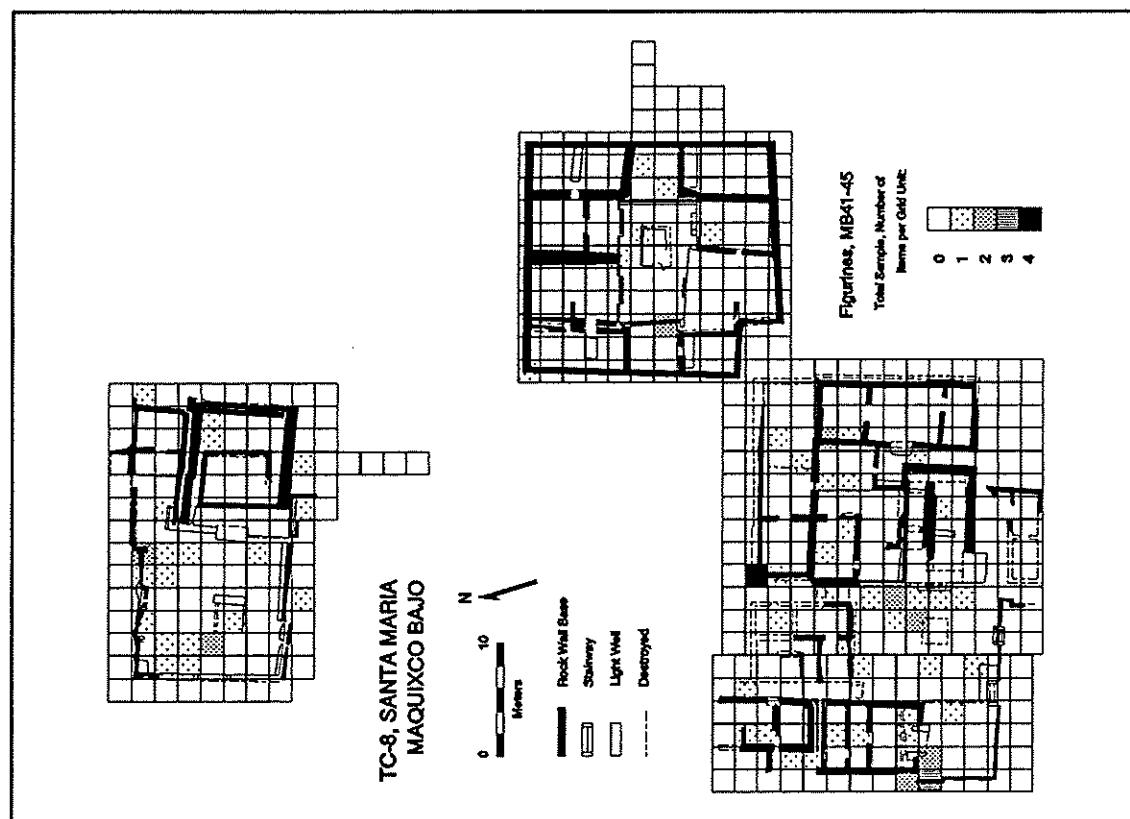 TC-8, SANTA MARIA
MAQUIXCO BAJO
N
0 10
Meters
Rock Wall Base
Stairway
Light Well
Destroyed
Figurines, MB41-45
Total Sample, Number of
Items per Grid Unit:
0
1
2
3
4